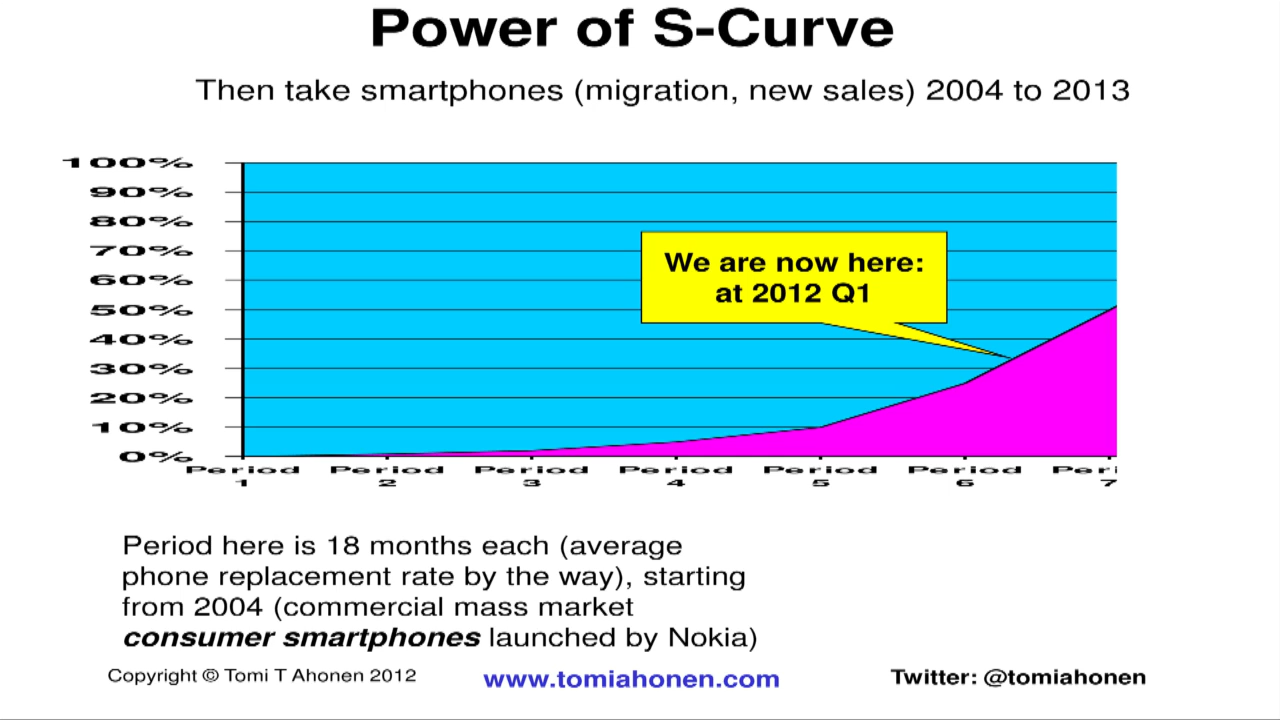 Power of S-Curve
Then take smartphones (migration, new sales) 2004 to 2013
100%
90%
80%
70%
60%
50%
40%
30%
20%
10%
0%
We are now here:
at 2012 Q1
Period Period Period Period Period Period Peri
1 2 3 4 5 6 7
Period here is 18 months each (average
phone replacement rate by the way), starting
from 2004 (commercial mass market
consumer smartphones launched by Nokia)
Copyright © Tomi T Ahonen 2012 www.tomiahonen.com Twitter: @tomiahonen